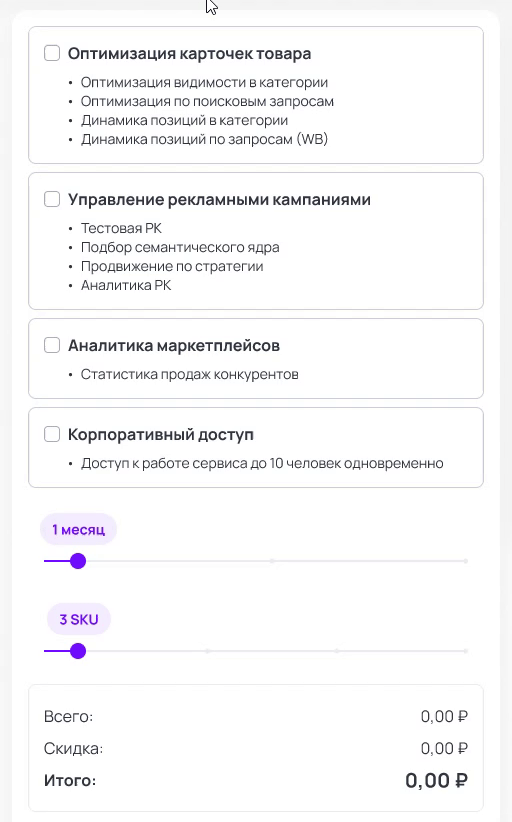 Оптимизация карточек товара
• Оптимизация видимости в категории
• Оптимизация по поисковым запросам
• Динамика позиций в категории
• Динамика позиций по запросам (WB)
Управление рекламными кампаниями
• Тестовая РК
• Подбор семантического ядра
• Продвижение по стратегии
• Аналитика РК
Аналитика маркетплейсов
• Статистика продаж конкурентов
Корпоративный доступ
• Доступ к работе сервиса до 10 человек одновременно
1 месяц
3 SKU
Всего: 0,00 ₽
Скидка: 0,00 ₽
Итого: 0,00 ₽